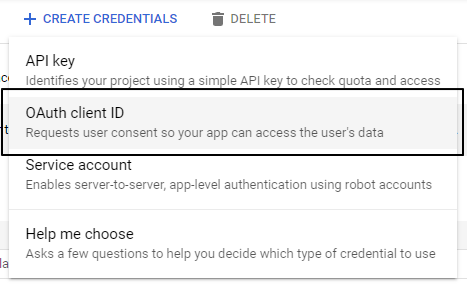 + CREATE CREDENTIALS DELETE
API key
Identifies your project using a simple API key to check quota and access
OAuth client ID
Requests user consent so your app can access the user's data
Service account
Enables server-to-server, app-level authentication using robot accounts
Help me choose
Asks a few questions to help you decide which type of credential to use